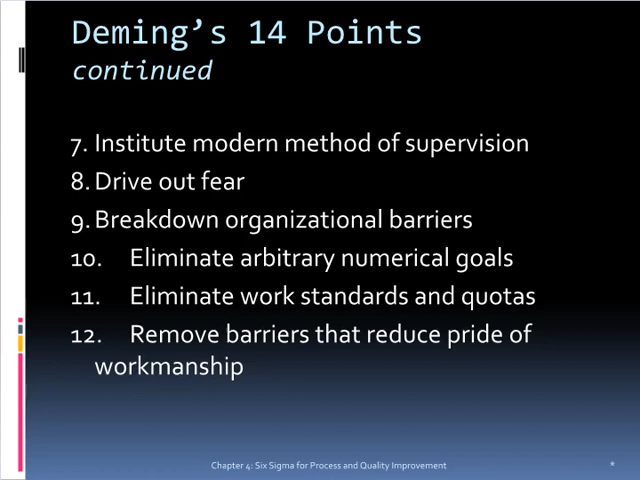 Deming’s 14 Points
continued
7. Institute modern method of supervision
8. Drive out fear
9. Breakdown organizational barriers
10. Eliminate arbitrary numerical goals
11. Eliminate work standards and quotas
12. Remove barriers that reduce pride of
workmanship
Chapter 4: Six Sigma for Process and Quality Improvement
*